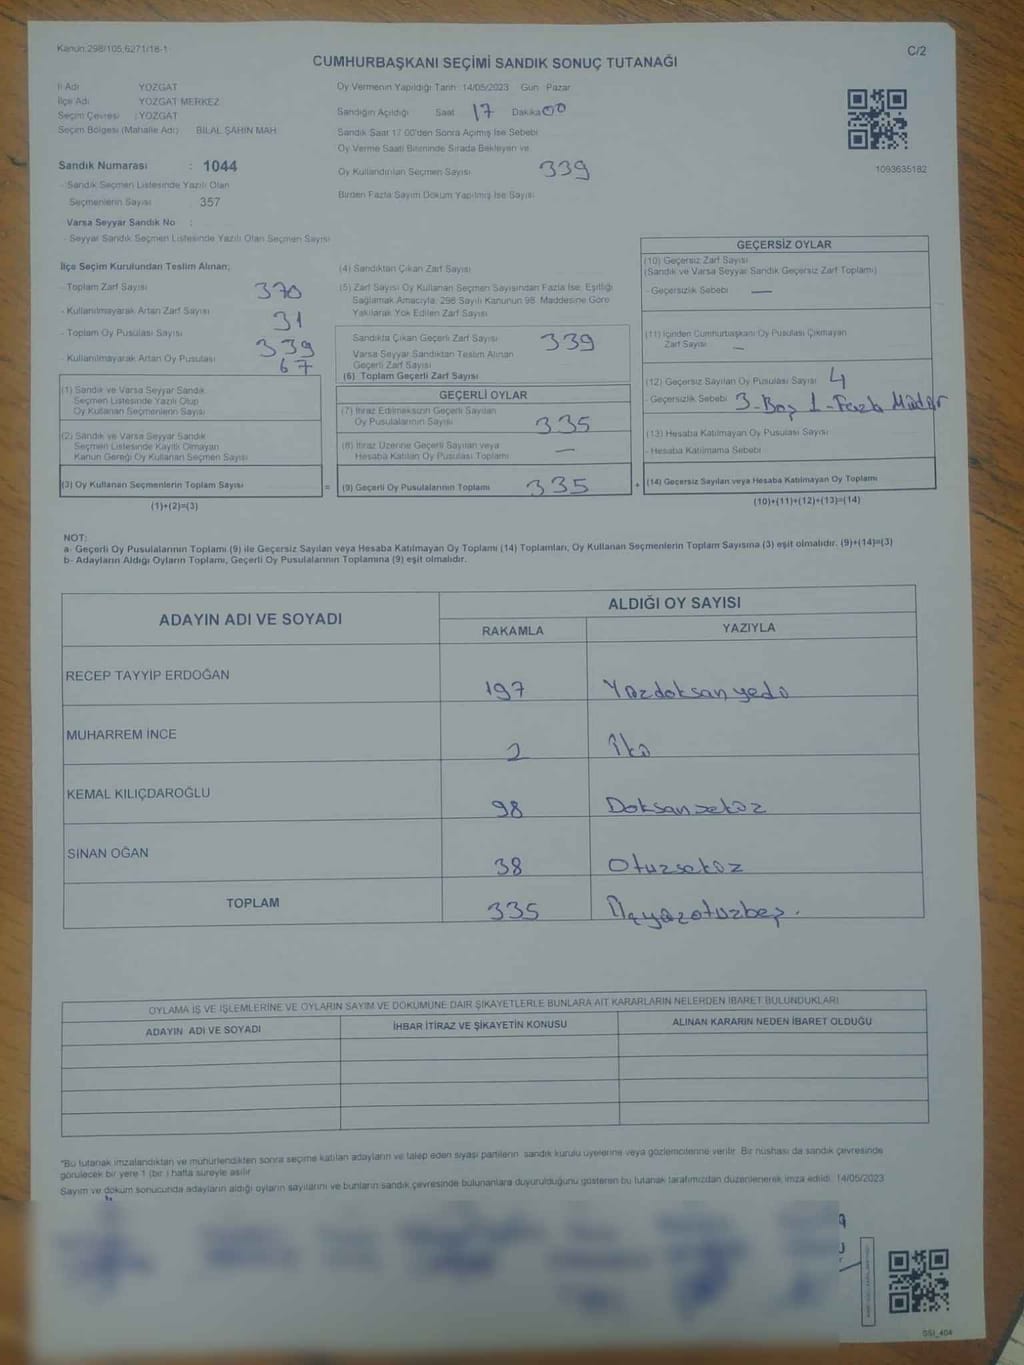 Kanun:298/105,6271/18-1
C/2
CUMHURBAŞKANI SEÇİMİ SANDIK SONUÇ TUTANAĞI
İl Adı YOZGAT
İlçe Adı YOZGAT MERKEZ
Seçim Çevresi : YOZGAT
Seçim Bölgesi (Mahalle Adı) BİLAL ŞAHİN MAH
Sandık Numarası : 1044
- Sandık Seçmen Listesinde Yazılı Olan
Seçmenlerin Sayısı : 357
Varsa Seyyar Sandık No :
- Seyyar Sandık Seçmen Listesinde Yazılı Olan Seçmen Sayısı
Oy Vermenin Yapıldığı Tarih: 14/05/2023 Gün: Pazar
Sandığın Açıldığı Saat 17 Dakika 00
Sandık Saat 17:00'den Sonra Açılmış İse Sebebi
Oy Verme Saati Bitiminde Sırada Bekleyen ve
Oy Kullandırılan Seçmen Sayısı 339
Birden Fazla Sayım Döküm Yapılmış İse Sayısı
1093635182
İlçe Seçim Kurulundan Teslim Alınan;
- Toplam Zarf Sayısı 370
- Kullanılmayarak Artan Zarf Sayısı 31
- Toplam Oy Pusulası Sayısı 339
- Kullanılmayarak Artan Oy Pusulası 67
(1) Sandık ve Varsa Seyyar Sandık
Seçmen Listesinde Yazılı Olup
Oy Kullanan Seçmenlerin Sayısı
(2) Sandık ve Varsa Seyyar Sandık
Seçmen Listesinde Kayıtlı Olmayan
Kanun Gereği Oy Kullanan Seçmen Sayısı
(3) Oy Kullanan Seçmenlerin Toplam Sayısı
(1)+(2)=(3)
=
(4) Sandıktan Çıkan Zarf Sayısı
(5) Zarf Sayısı Oy Kullanan Seçmen Sayısından Fazla İse, Eşitliği
Sağlamak Amacıyla, 298 Sayılı Kanunun 98. Maddesine Göre
Yakılarak Yok Edilen Zarf Sayısı
Sandıkta Çıkan Geçerli Zarf Sayısı 339
Varsa Seyyar Sandıktan Teslim Alınan
Geçerli Zarf Sayısı
(6) Toplam Geçerli Zarf Sayısı
GEÇERLİ OYLAR
(7) İtiraz Edilmeksizin Geçerli Sayılan
Oy Pusulalarının Sayısı 335
(8) İtiraz Üzerine Geçerli Sayılan veya
Hesaba Katılan Oy Pusulası Toplamı —
(9) Geçerli Oy Pusulalarının Toplamı 335
+
GEÇERSİZ OYLAR
(10) Geçersiz Zarf Sayısı
(Sandık ve Varsa Seyyar Sandık Geçersiz Zarf Toplamı)
- Geçersizlik Sebebi —
(11) İçinden Cumhurbaşkanı Oy Pusulası Çıkmayan
Zarf Sayısı —
(12) Geçersiz Sayılan Oy Pusulası Sayısı 4
- Geçersizlik Sebebi 3-Boş 1-Fazla Mühür
(13) Hesaba Katılmayan Oy Pusulası Sayısı
- Hesaba Katılmama Sebebi
(14) Geçersiz Sayılan veya Hesaba Katılmayan Oy Toplamı
(10)+(11)+(12)+(13)=(14)
NOT:
a- Geçerli Oy Pusulalarının Toplamı (9) ile Geçersiz Sayılan veya Hesaba Katılmayan Oy Toplamı (14) Toplamları, Oy Kullanan Seçmenlerin Toplam Sayısına (3) eşit olmalıdır. (9)+(14)=(3)
b- Adayların Aldığı Oyların Toplamı, Geçerli Oy Pusulalarının Toplamına (9) eşit olmalıdır.
ADAYIN ADI VE SOYADI
ALDIĞI OY SAYISI
RAKAMLA YAZIYLA
RECEP TAYYİP ERDOĞAN 197 Yüzdoksanyedi
MUHARREM İNCE 2 İki
KEMAL KILIÇDAROĞLU 98 Doksansekiz
SİNAN OĞAN 38 Otuzsekiz
TOPLAM 335 Üçyüzotuzbeş.
OYLAMA İŞ VE İŞLEMLERİNE VE OYLARIN SAYIM VE DÖKÜMÜNE DAİR ŞİKAYETLERLE BUNLARA AİT KARARLARIN NELERDEN İBARET BULUNDUKLARI
ADAYIN ADI VE SOYADI İHBAR İTİRAZ VE ŞİKAYETİN KONUSU ALINAN KARARIN NEDEN İBARET OLDUĞU
"Bu tutanak imzalandıktan ve mühürlendikten sonra seçime katılan adayların ve talep eden siyasi partilerin sandık kurulu üyelerine veya gözlemcilerine verilir. Bir nüshası da sandık çevresinde
görülecek bir yere 1 (bir) hafta süreyle asılır.
Sayım ve döküm sonucunda adayların aldığı oyların sayılarını ve bunların sandık çevresinde bulunanlara duyurulduğunu gösteren bu tutanak tarafımızdan düzenlenerek imza edildi. 14/05/2023
GSI_404